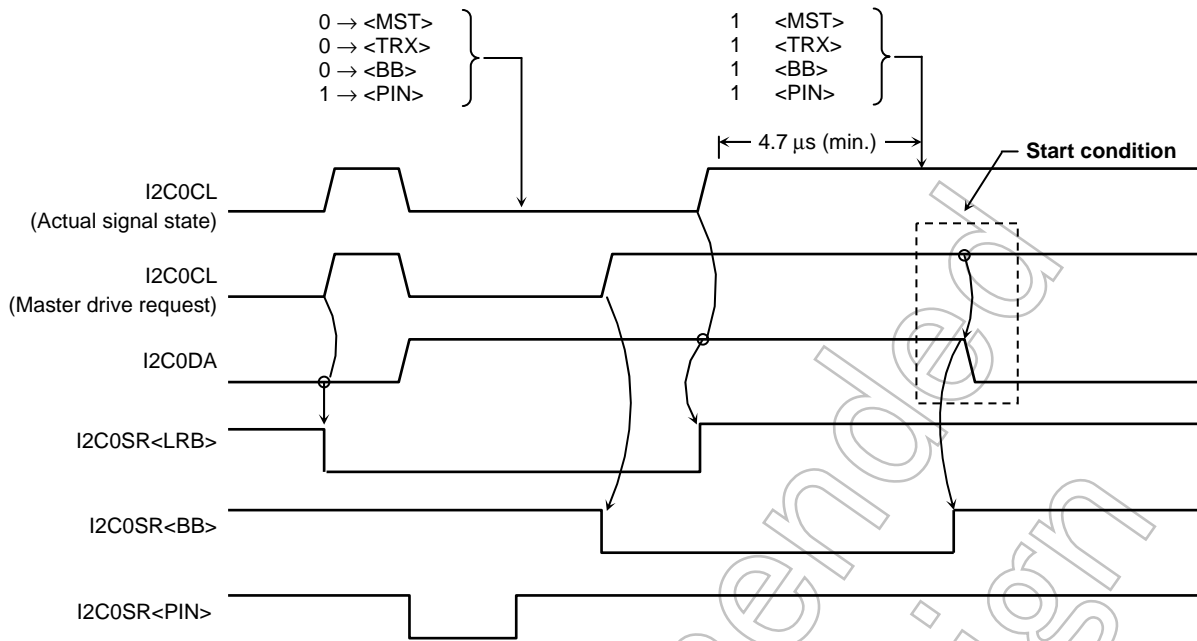 0 → <MST>
0 → <TRX>
0 → <BB>
1 → <PIN>
1 <MST>
1 <TRX>
1 <BB>
1 <PIN>
4.7 μs (min.)
Start condition
I2C0CL
(Actual signal state)
I2C0CL
(Master drive request)
I2C0DA
I2C0SR<LRB>
I2C0SR<BB>
I2C0SR<PIN>